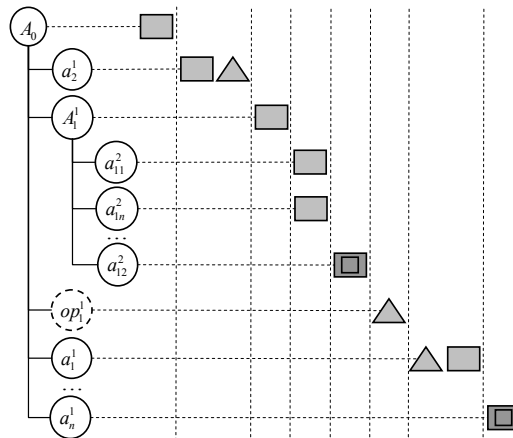 A₀
a₂¹
A₁¹
a₁₁²
a₁ₙ²
...
a₁₂²
op₁¹
a₁¹
...
aₙ¹